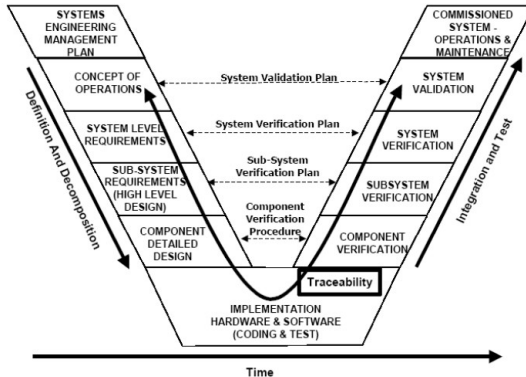 SYSTEMS
ENGINEERING
MANAGEMENT
PLAN
COMMISSIONED
SYSTEM -
OPERATIONS &
MAINTENANCE
CONCEPT OF
OPERATIONS
System Validation Plan
SYSTEM
VALIDATION
SYSTEM LEVEL
REQUIREMENTS
System Verification Plan
SYSTEM
VERIFICATION
SUB-SYSTEM
REQUIREMENTS
(HIGH LEVEL
DESIGN)
Sub-System
Verification Plan
SUBSYSTEM
VERIFICATION
COMPONENT
DETAILED
DESIGN
Component
Verification
Procedure
COMPONENT
VERIFICATION
Definition And Decomposition
Integration and Test
Traceability
IMPLEMENTATION
HARDWARE & SOFTWARE
(CODING & TEST)
Time